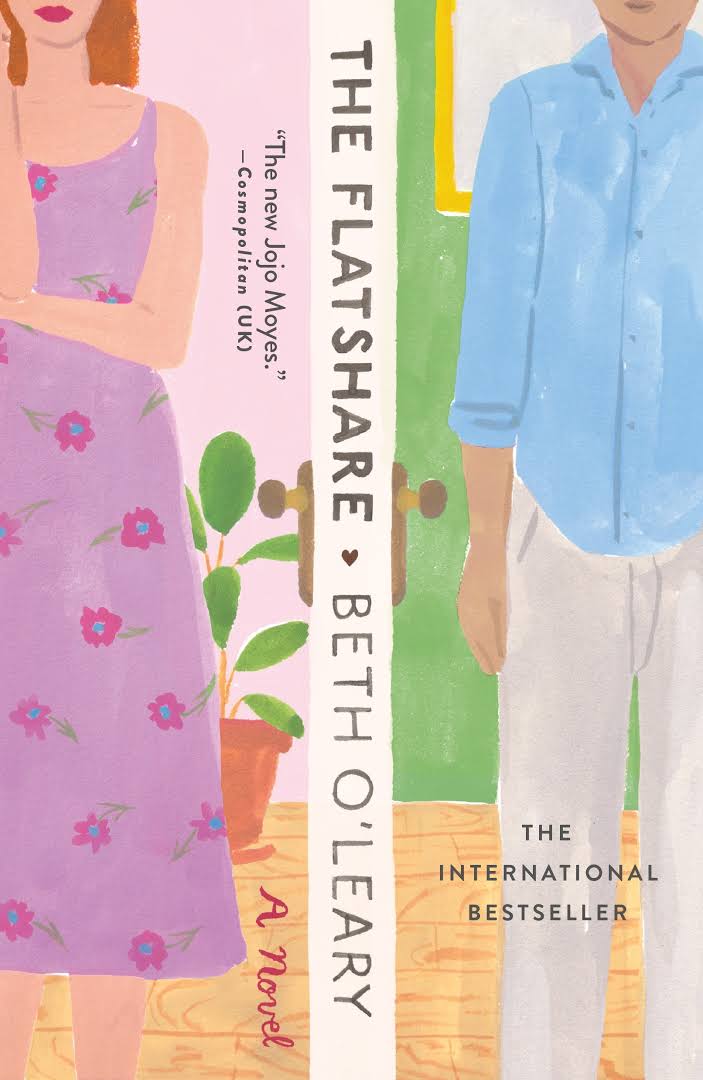 THE FLATSHARE ♥ BETH O'LEARY
“The new Jojo Moyes.”
—Cosmopolitan (UK)
A Novel
THE
INTERNATIONAL
BESTSELLER